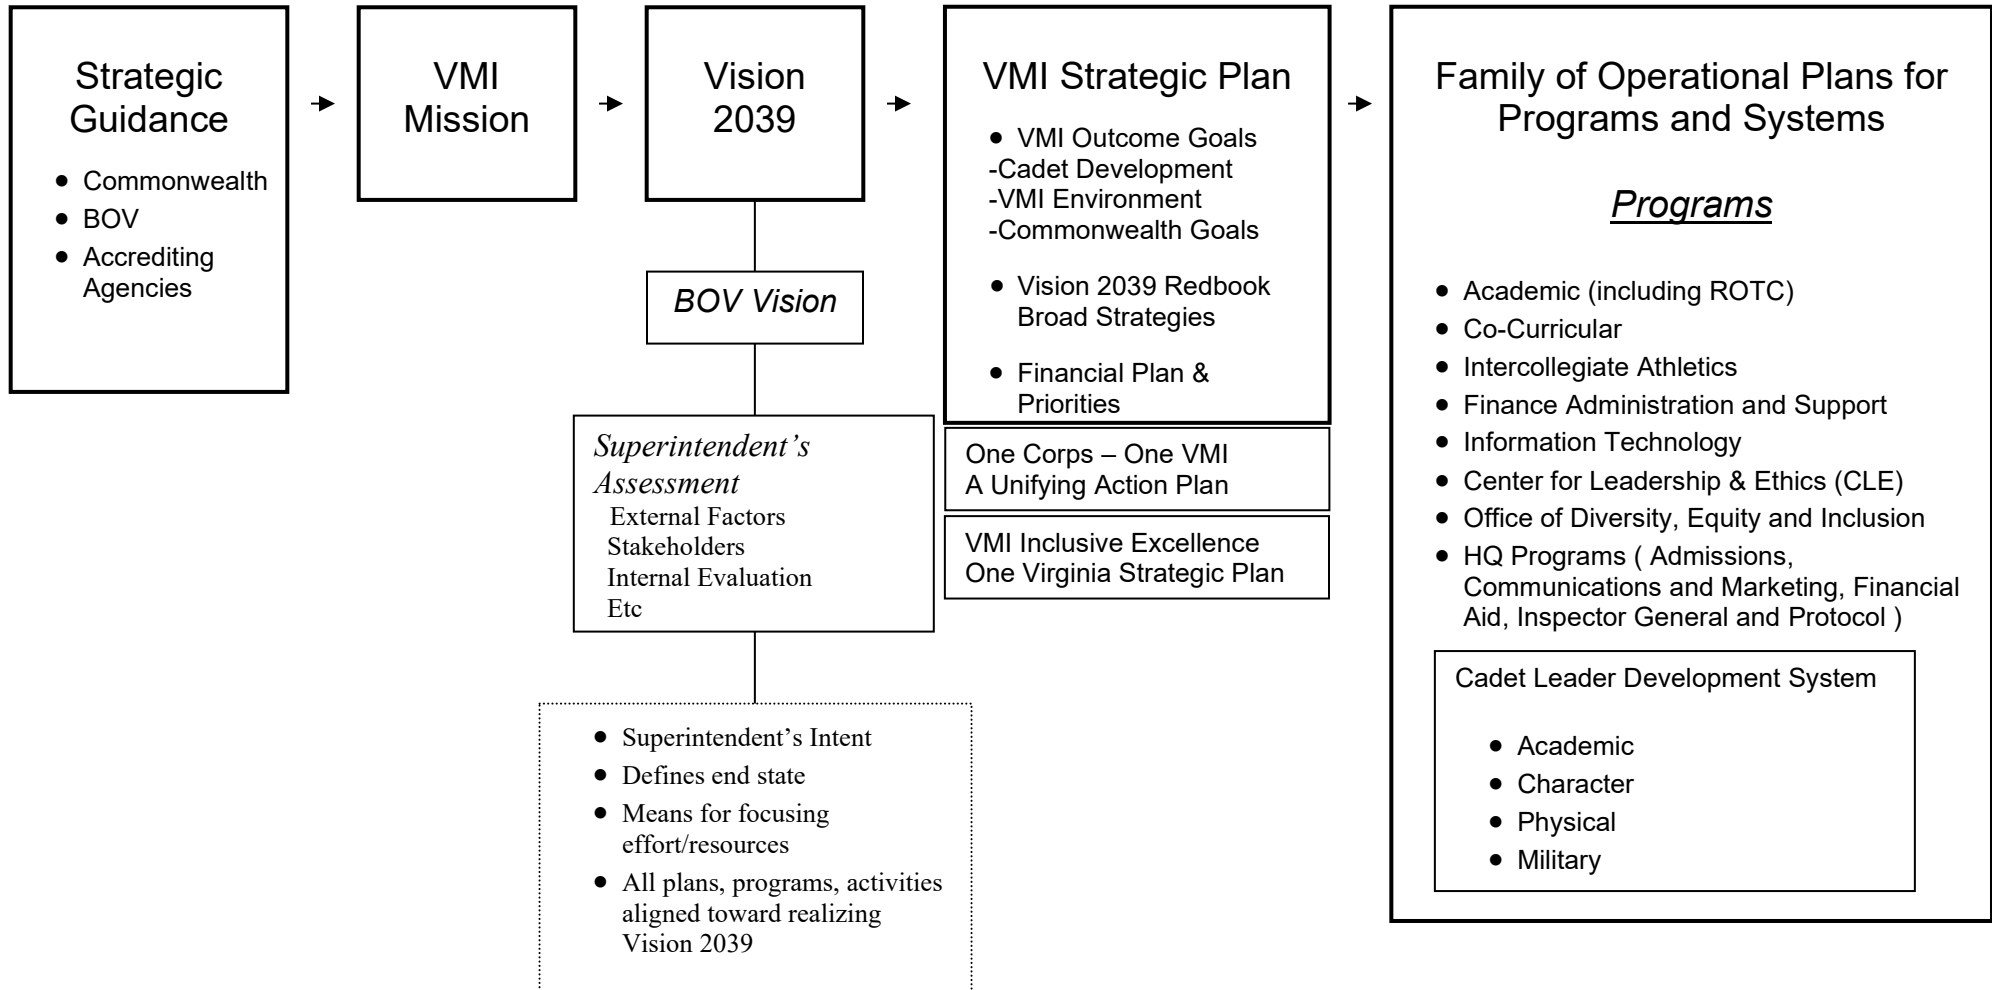 Strategic
Guidance
● Commonwealth
● BOV
● Accrediting
Agencies
VMI
Mission
Vision
2039
BOV Vision
Superintendent’s
Assessment
External Factors
Stakeholders
Internal Evaluation
Etc
● Superintendent’s Intent
● Defines end state
● Means for focusing
effort/resources
● All plans, programs, activities
aligned toward realizing
Vision 2039
VMI Strategic Plan
● VMI Outcome Goals
-Cadet Development
-VMI Environment
-Commonwealth Goals
● Vision 2039 Redbook
Broad Strategies
● Financial Plan &
Priorities
One Corps – One VMI
A Unifying Action Plan
VMI Inclusive Excellence
One Virginia Strategic Plan
Family of Operational Plans for
Programs and Systems
Programs
● Academic (including ROTC)
● Co-Curricular
● Intercollegiate Athletics
● Finance Administration and Support
● Information Technology
● Center for Leadership & Ethics (CLE)
● Office of Diversity, Equity and Inclusion
● HQ Programs ( Admissions,
Communications and Marketing, Financial
Aid, Inspector General and Protocol )
Cadet Leader Development System
● Academic
● Character
● Physical
● Military